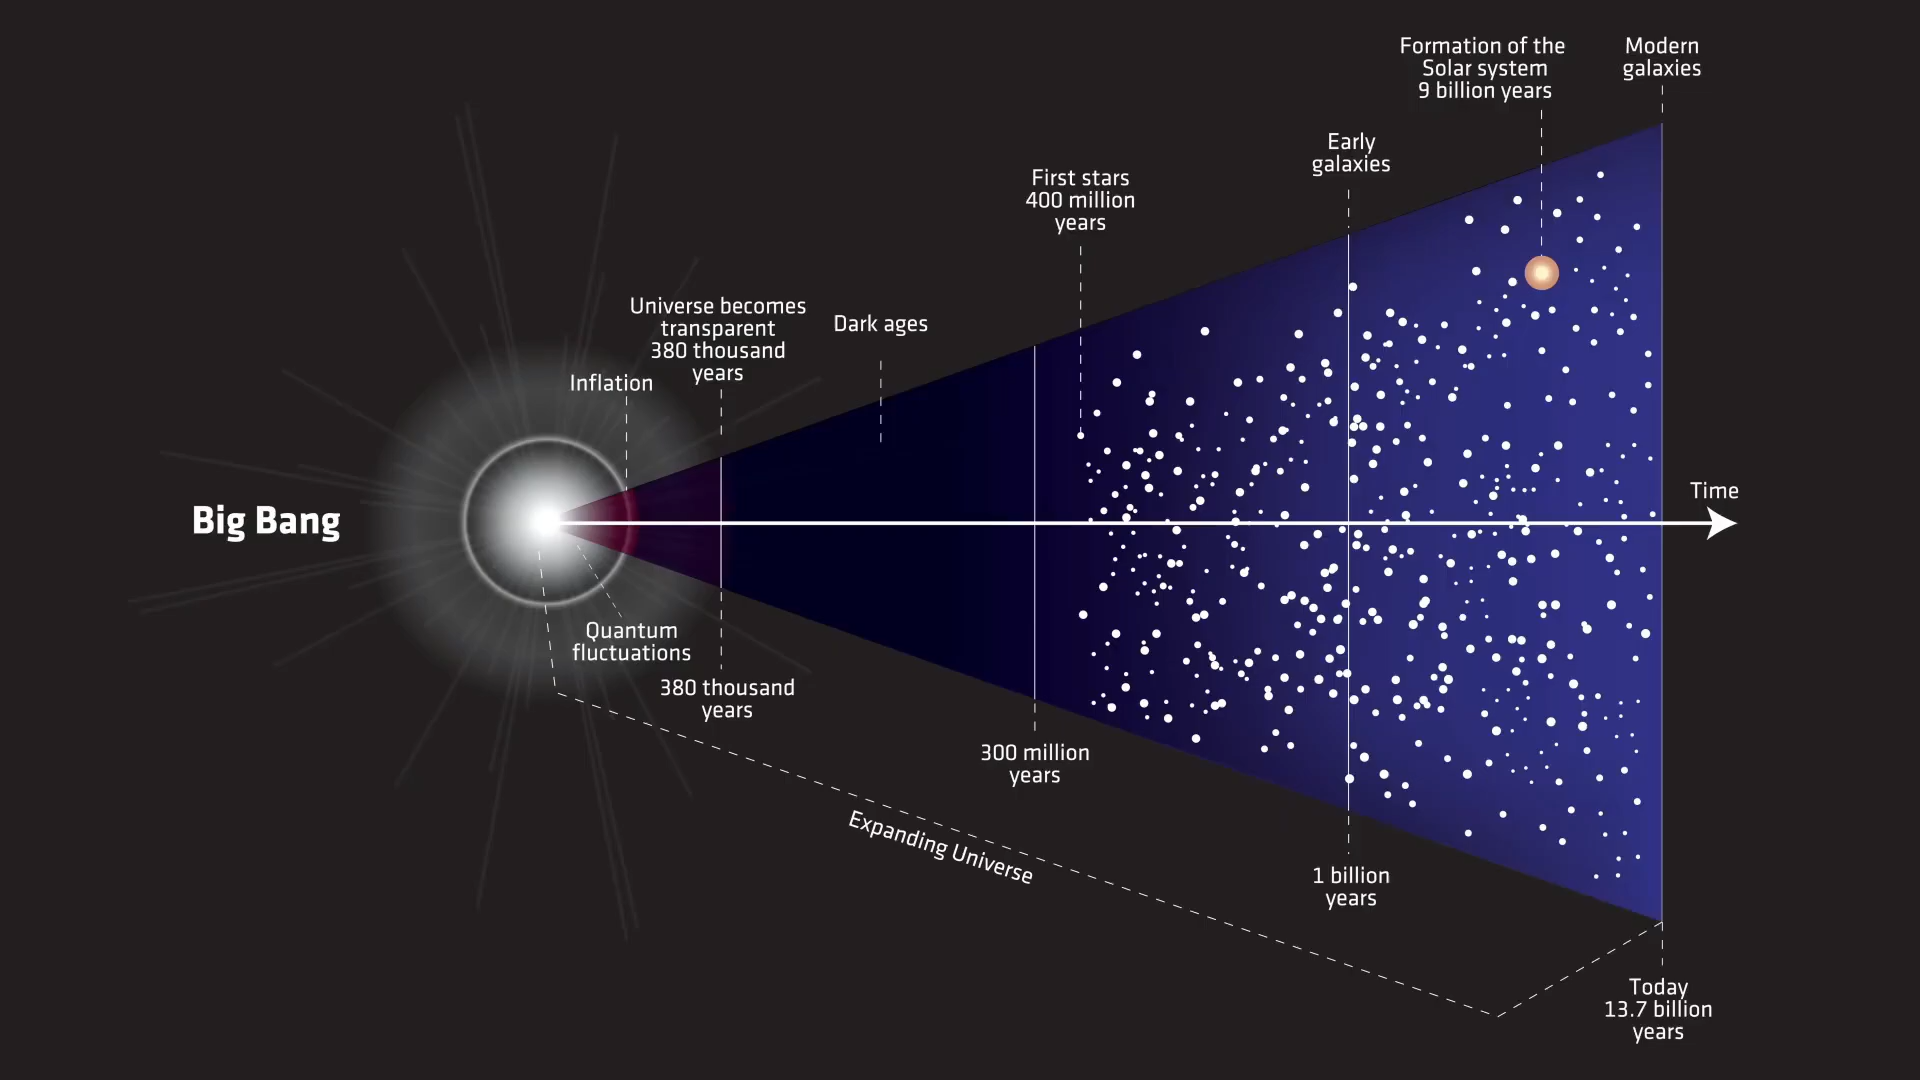 Formation of the
Solar system
9 billion years
Modern
galaxies
Early
galaxies
First stars
400 million
years
Universe becomes
transparent
380 thousand
years
Dark ages
Inflation
Big Bang
Time
Quantum
fluctuations
380 thousand
years
300 million
years
Expanding Universe
1 billion
years
Today
13.7 billion
years